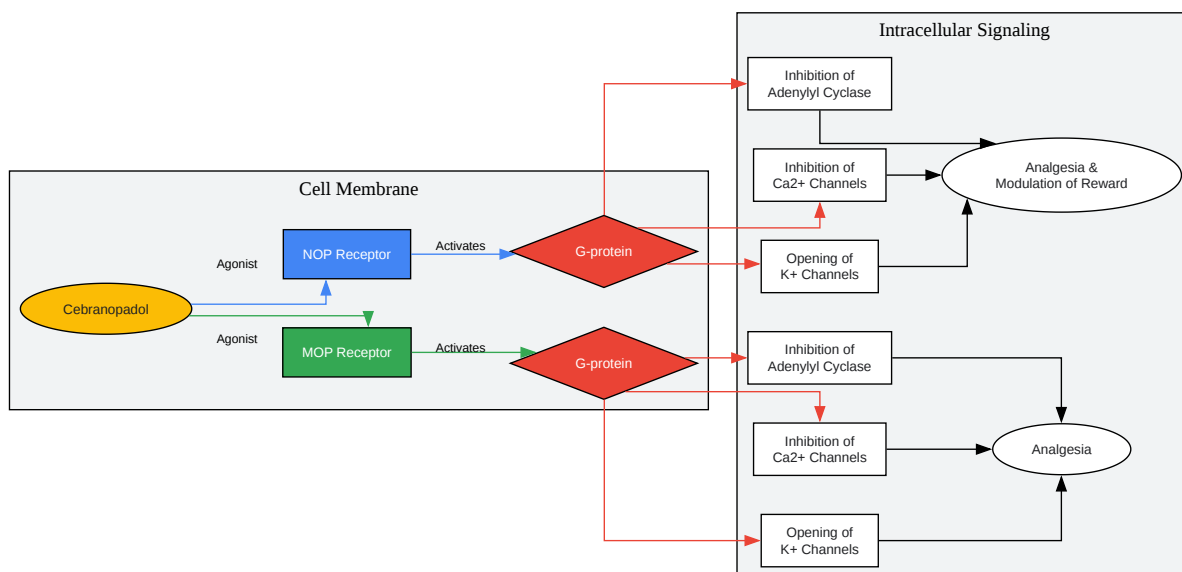 Intracellular Signaling
Inhibition of
Adenylyl Cyclase
Inhibition of
Ca2+ Channels
Analgesia &
Modulation of Reward
Cell Membrane
NOP Receptor
Activates
G-protein
Agonist
Opening of
K+ Channels
Cebranopadol
Agonist
MOP Receptor
Activates
G-protein
Inhibition of
Adenylyl Cyclase
Inhibition of
Ca2+ Channels
Analgesia
Opening of
K+ Channels